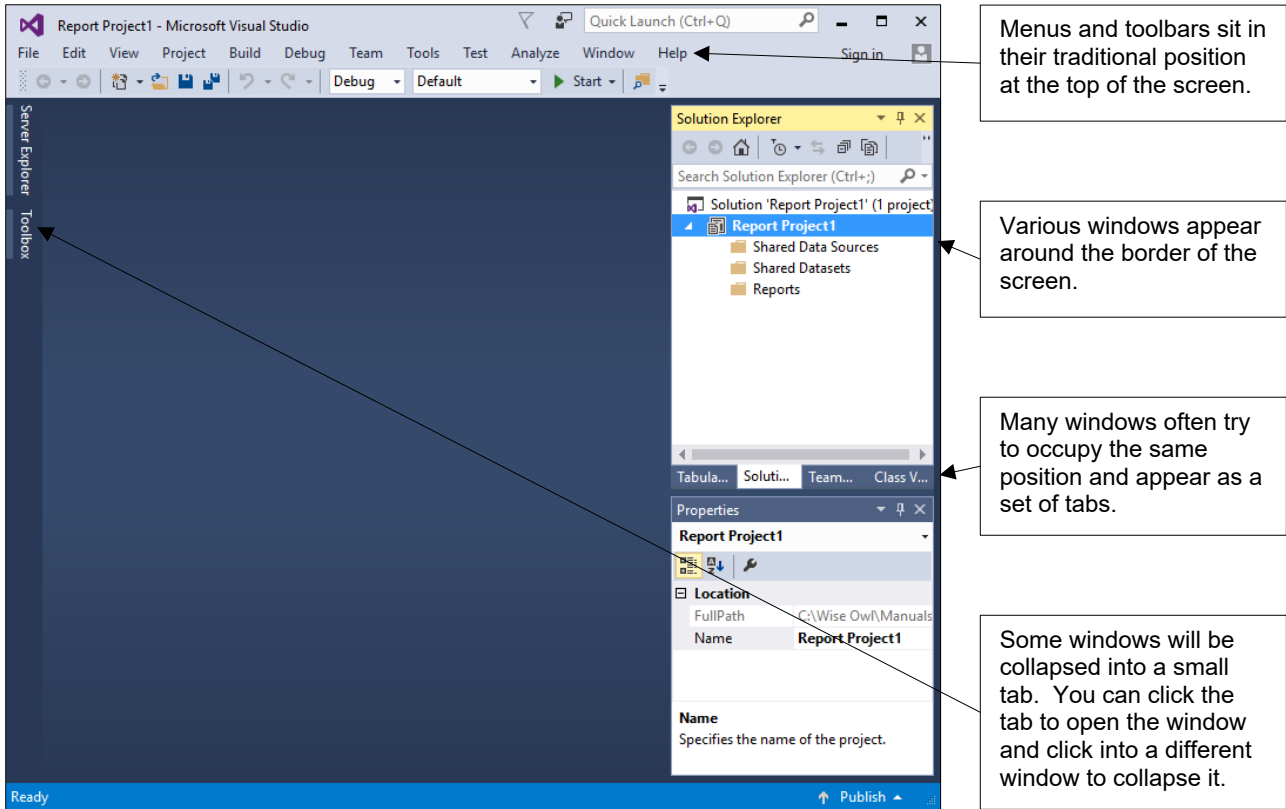 Report Project1 - Microsoft Visual Studio
Quick Launch (Ctrl+Q)
File Edit View Project Build Debug Team Tools Test Analyze Window Help
Sign in
Debug Default Start
Server Explorer
Toolbox
Solution Explorer
Search Solution Explorer (Ctrl+;)
Solution 'Report Project1' (1 project)
Report Project1
Shared Data Sources
Shared Datasets
Reports
Tabula... Soluti... Team... Class V...
Properties
Report Project1
Location
FullPath C:\Wise Owl\Manuals
Name Report Project1
Name
Specifies the name of the project.
Ready
Publish
Menus and toolbars sit in
their traditional position
at the top of the screen.
Various windows appear
around the border of the
screen.
Many windows often try
to occupy the same
position and appear as a
set of tabs.
Some windows will be
collapsed into a small
tab. You can click the
tab to open the window
and click into a different
window to collapse it.